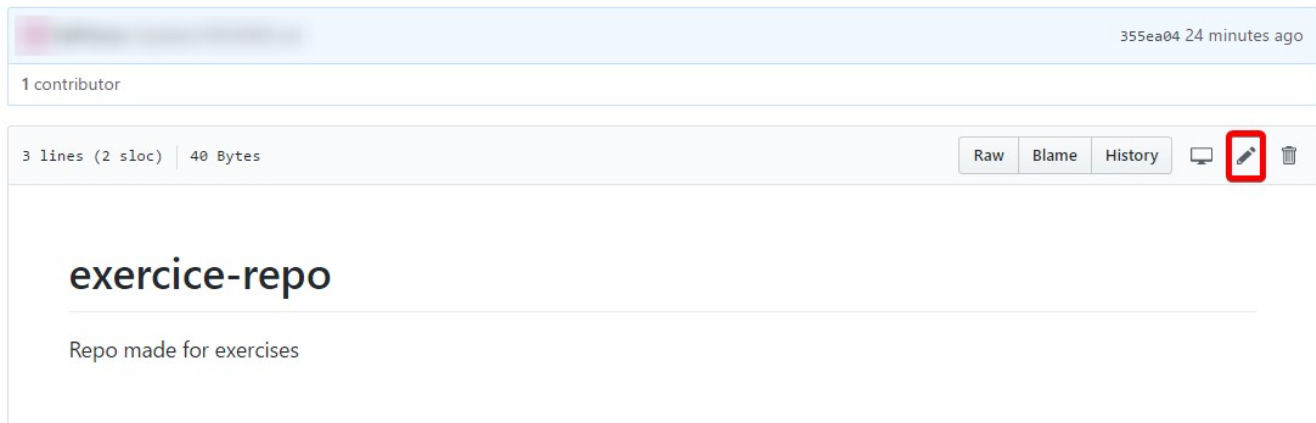 355ea04 24 minutes ago
1 contributor
3 lines (2 sloc) 40 Bytes Raw Blame History
exercice-repo
Repo made for exercises